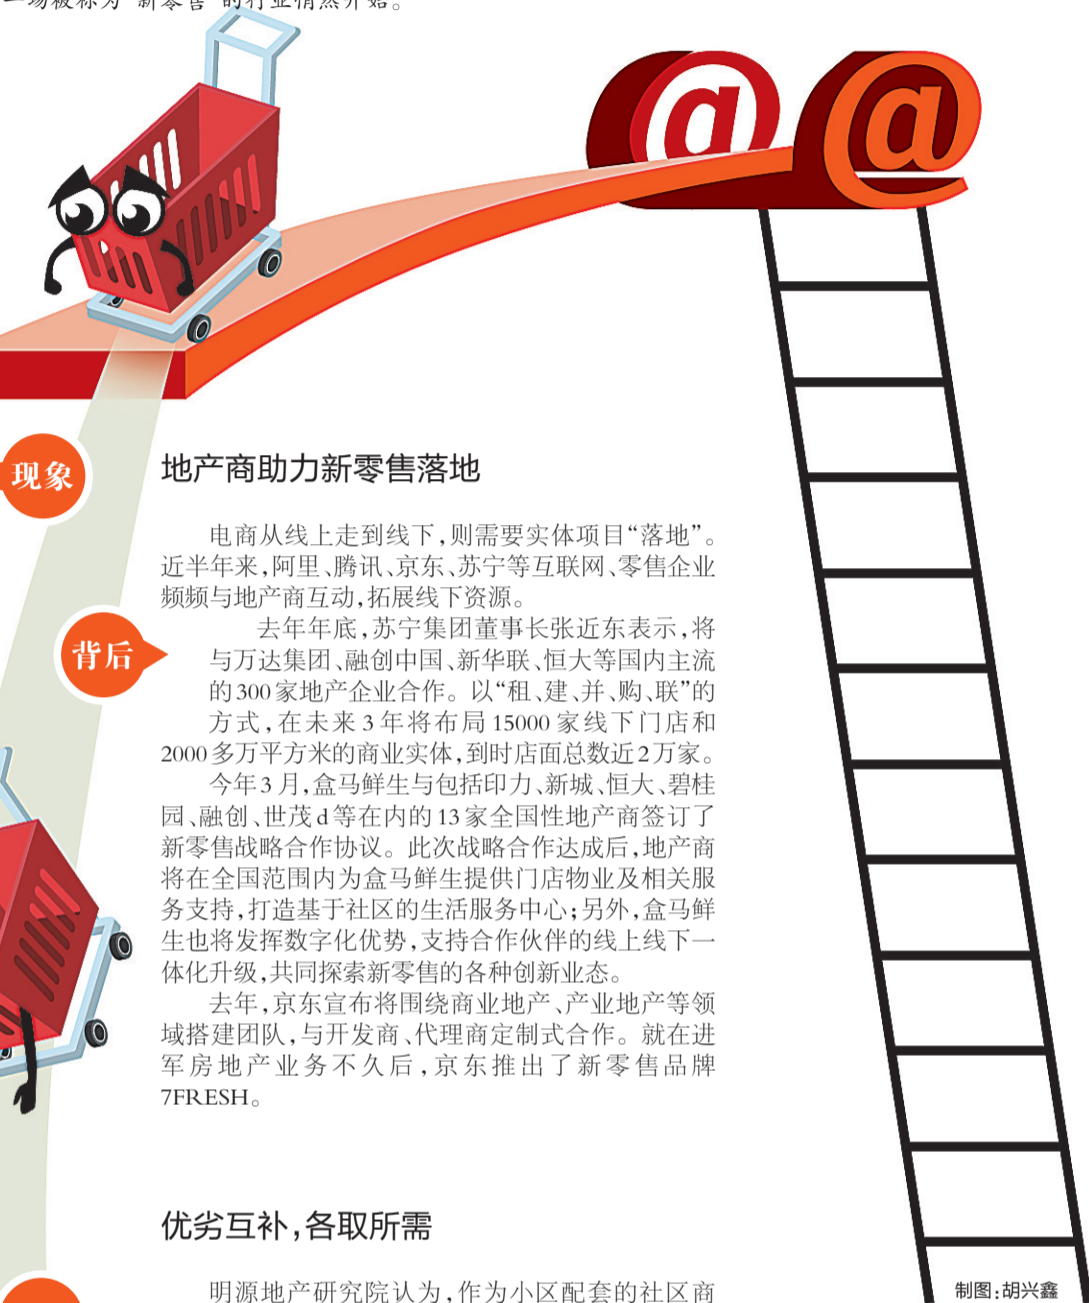 一场被称为“新零售”的行业悄然开始。
@ @
现象
地产商助力新零售落地
电商从线上走到线下,则需要实体项目“落地”。
近半年来,阿里、腾讯、京东、苏宁等互联网、零售企业
频频与地产商互动,拓展线下资源。
背后
去年年底,苏宁集团董事长张近东表示,将
与万达集团、融创中国、新华联、恒大等国内主流
的300家地产企业合作。以“租、建、并、购、联”的
方式,在未来3年将布局15000家线下门店和
2000多万平方米的商业实体,到时店面总数近2万家。
今年3月,盒马鲜生与包括印力、新城、恒大、碧桂
园、融创、世茂d等在内的13家全国性地产商签订了
新零售战略合作协议。此次战略合作达成后,地产商
将在全国范围内为盒马鲜生提供门店物业及相关服
务支持,打造基于社区的生活服务中心;另外,盒马鲜
生也将发挥数字化优势,支持合作伙伴的线上线下一
体化升级,共同探索新零售的各种创新业态。
去年,京东宣布将围绕商业地产、产业地产等领
域搭建团队,与开发商、代理商定制式合作。就在进
军房地产业务不久后,京东推出了新零售品牌
7FRESH。
优劣互补,各取所需
明源地产研究院认为,作为小区配套的社区商
制图:胡兴鑫